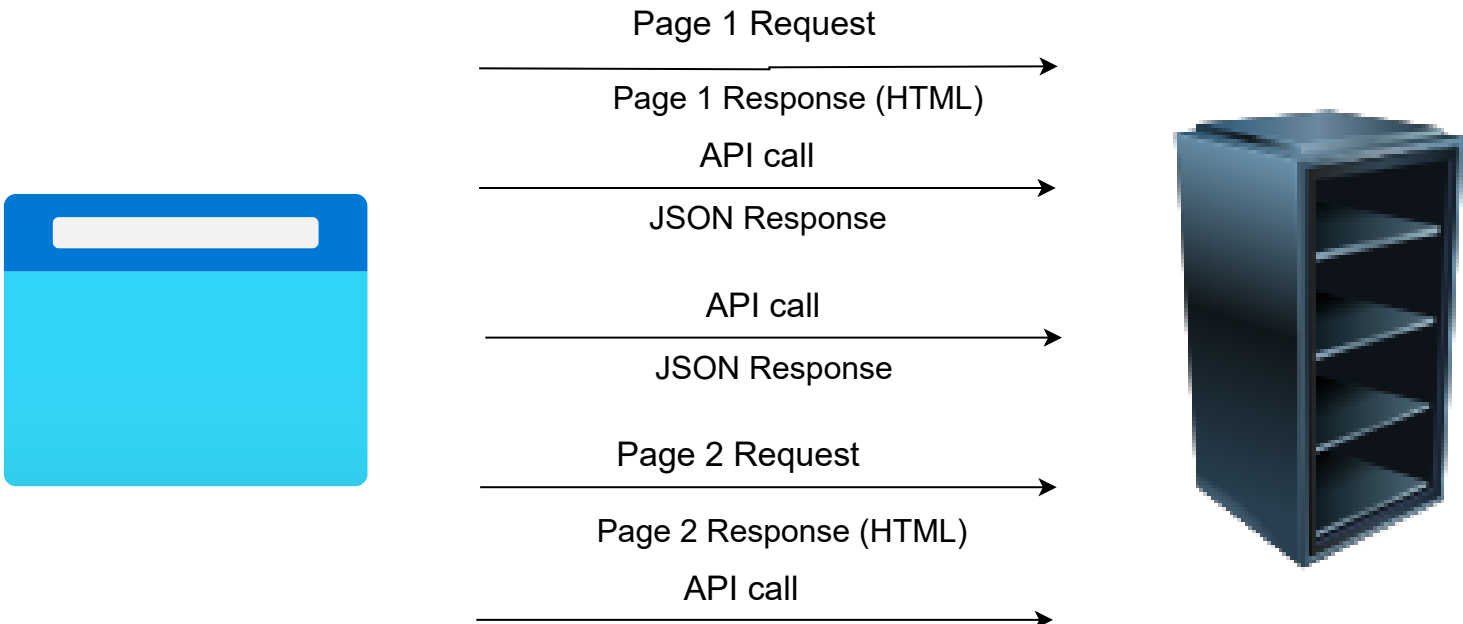 Page 1 Request
Page 1 Response (HTML)
API call
JSON Response
API call
JSON Response
Page 2 Request
Page 2 Response (HTML)
API call